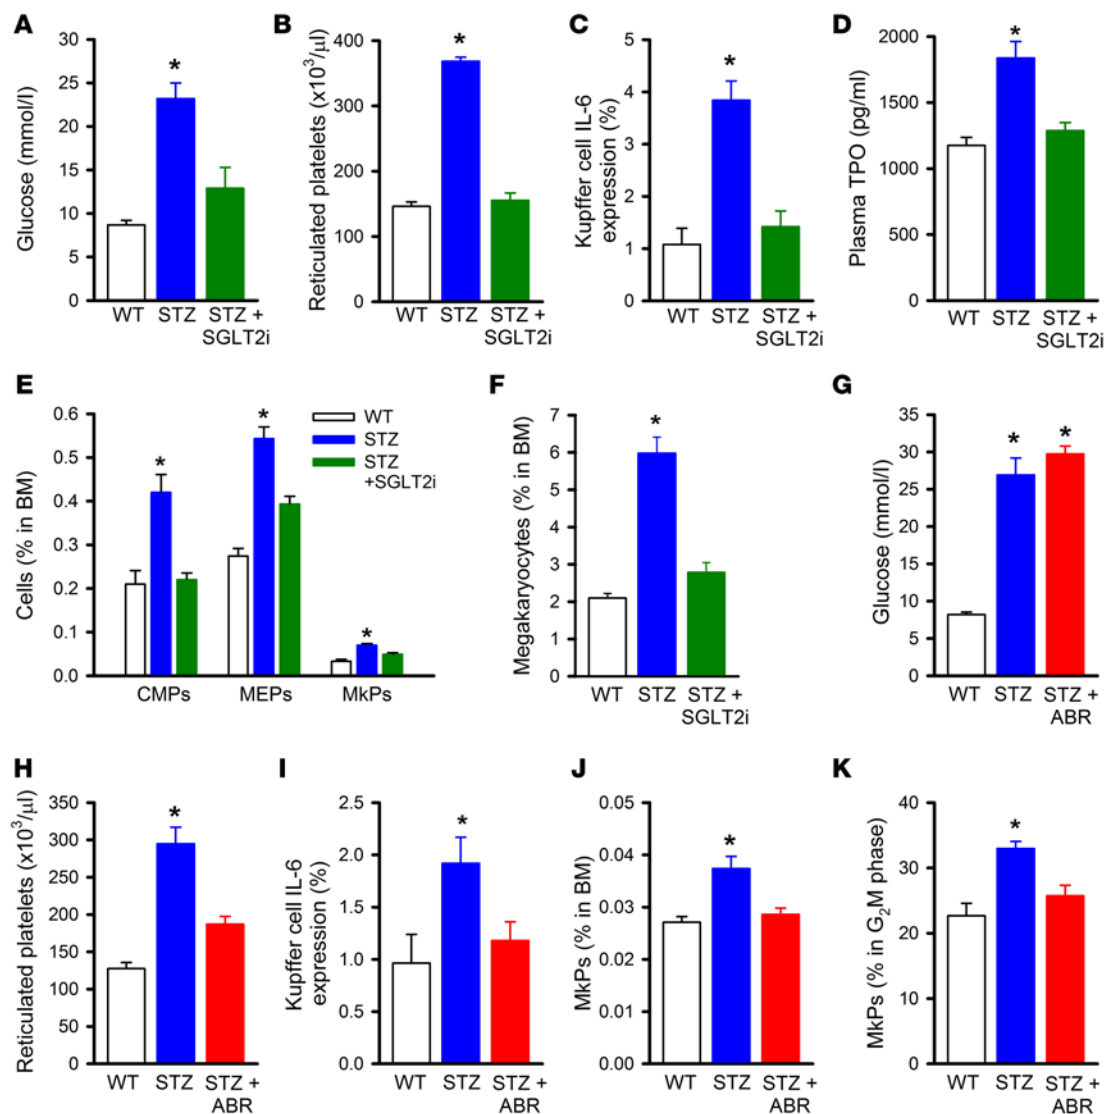 A
Glucose (mmol/l)
30
25
20
15
10
5
0
WT
STZ
STZ +
SGLT2i
B
Reticulated platelets (x10³/µl)
400
300
200
100
0
WT
STZ
STZ +
SGLT2i
C
Kupffer cell IL-6
expression (%)
5
4
3
2
1
0
WT
STZ
STZ +
SGLT2i
D
Plasma TPO (pg/ml)
2000
1500
1000
500
0
WT
STZ
STZ +
SGLT2i
*
*
*
*
E
Cells (% in BM)
0.6
0.5
0.4
0.3
0.2
0.1
0.0
CMPs
MEPs
MkPs
WT
STZ
STZ
+SGLT2i
*
*
*
F
Megakaryocytes (% in BM)
7
6
5
4
3
2
1
0
WT
STZ
STZ +
SGLT2i
*
G
Glucose (mmol/l)
35
30
25
20
15
10
5
0
WT
STZ
STZ +
ABR
*
*
H
Reticulated platelets (x10³/µl)
350
300
250
200
150
100
50
0
WT
STZ
STZ +
ABR
*
I
Kupffer cell IL-6
expression (%)
2.5
2.0
1.5
1.0
0.5
0.0
WT
STZ
STZ +
ABR
*
J
MkPs (% in BM)
0.05
0.04
0.03
0.02
0.01
0.00
WT
STZ
STZ +
ABR
*
K
MkPs (% in G₂M phase)
40
30
20
10
0
WT
STZ
STZ +
ABR
*